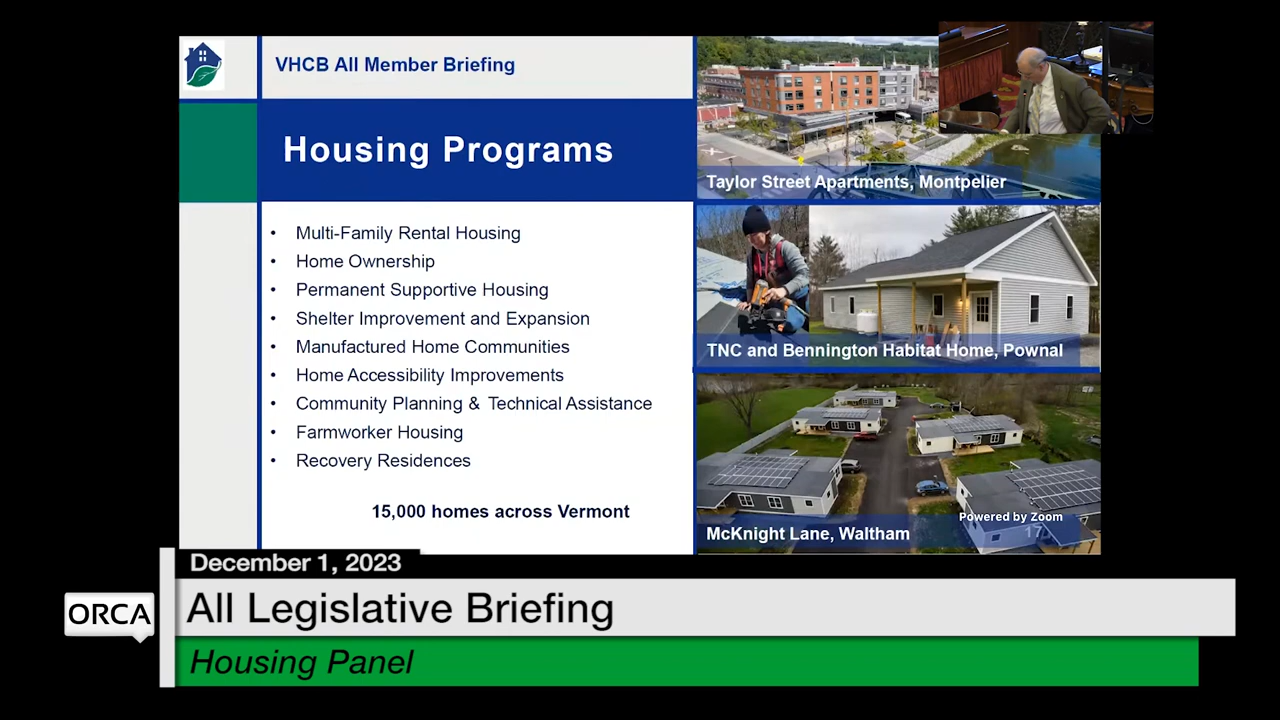 VHCB All Member Briefing
Housing Programs
• Multi-Family Rental Housing
• Home Ownership
• Permanent Supportive Housing
• Shelter Improvement and Expansion
• Manufactured Home Communities
• Home Accessibility Improvements
• Community Planning & Technical Assistance
• Farmworker Housing
• Recovery Residences
15,000 homes across Vermont
Taylor Street Apartments, Montpelier
TNC and Bennington Habitat Home, Pownal
Powered by Zoom
McKnight Lane, Waltham
17
December 1, 2023
ORCA
All Legislative Briefing
Housing Panel